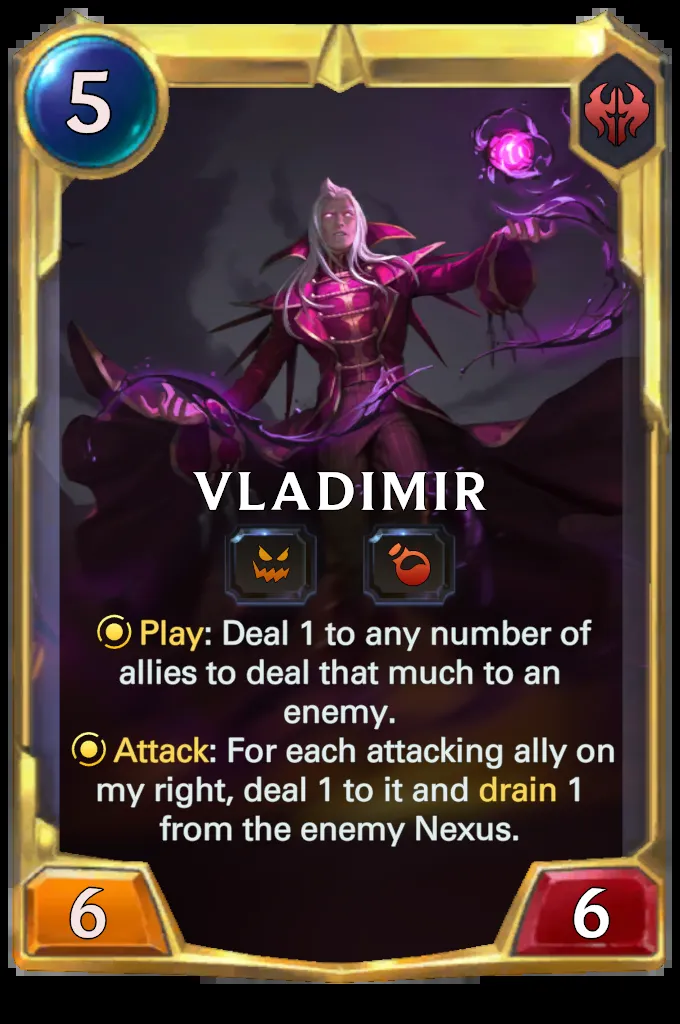 5
VLADIMIR
Play: Deal 1 to any number of
allies to deal that much to an
enemy.
Attack: For each attacking ally on
my right, deal 1 to it and drain 1
from the enemy Nexus.
6 6